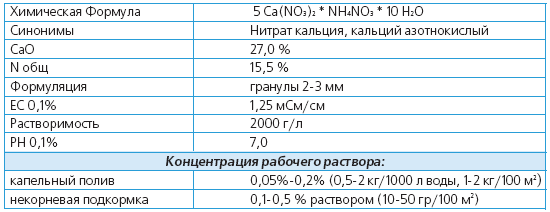 Химическая Формула 5 Ca(NO₃)₂ * NH4NO₃ * 10 H₂O
Синонимы Нитрат кальция, кальций азотнокислый
CaO 27,0 %
N общ 15,5 %
Формуляция гранулы 2-3 мм
EC 0,1% 1,25 мСм/см
Растворимость 2000 г/л
PH 0,1% 7,0
Концентрация рабочего раствора:
капельный полив 0,05%-0,2% (0,5-2 кг/1000 л воды, 1-2 кг/100 м²)
некорневая подкормка 0,1-0,5 % раствором (10-50 гр/100 м²)